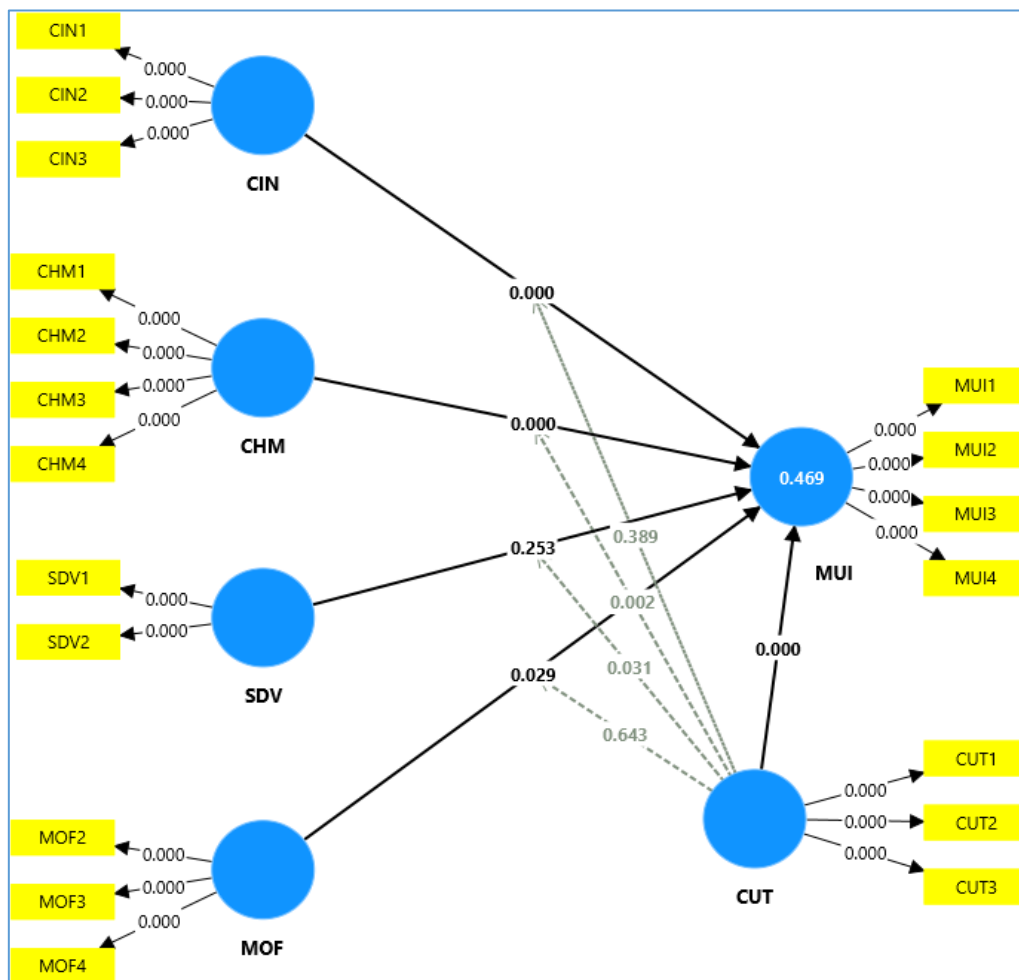 CIN1
0.000
CIN2
0.000
0.000
CIN3
CIN
CHM1
0.000
CHM2
0.000
CHM3
0.000
0.000
CHM4
CHM
SDV1
0.000
SDV2
0.000
SDV
MOF2
0.000
MOF3
0.000
0.000
MOF4
MOF
0.000
0.000
0.253
0.029
0.389
0.002
0.031
0.643
0.000
0.469
MUI
MUI1
0.000
MUI2
0.000
MUI3
0.000
0.000
MUI4
CUT1
0.000
CUT2
0.000
0.000
CUT3
CUT